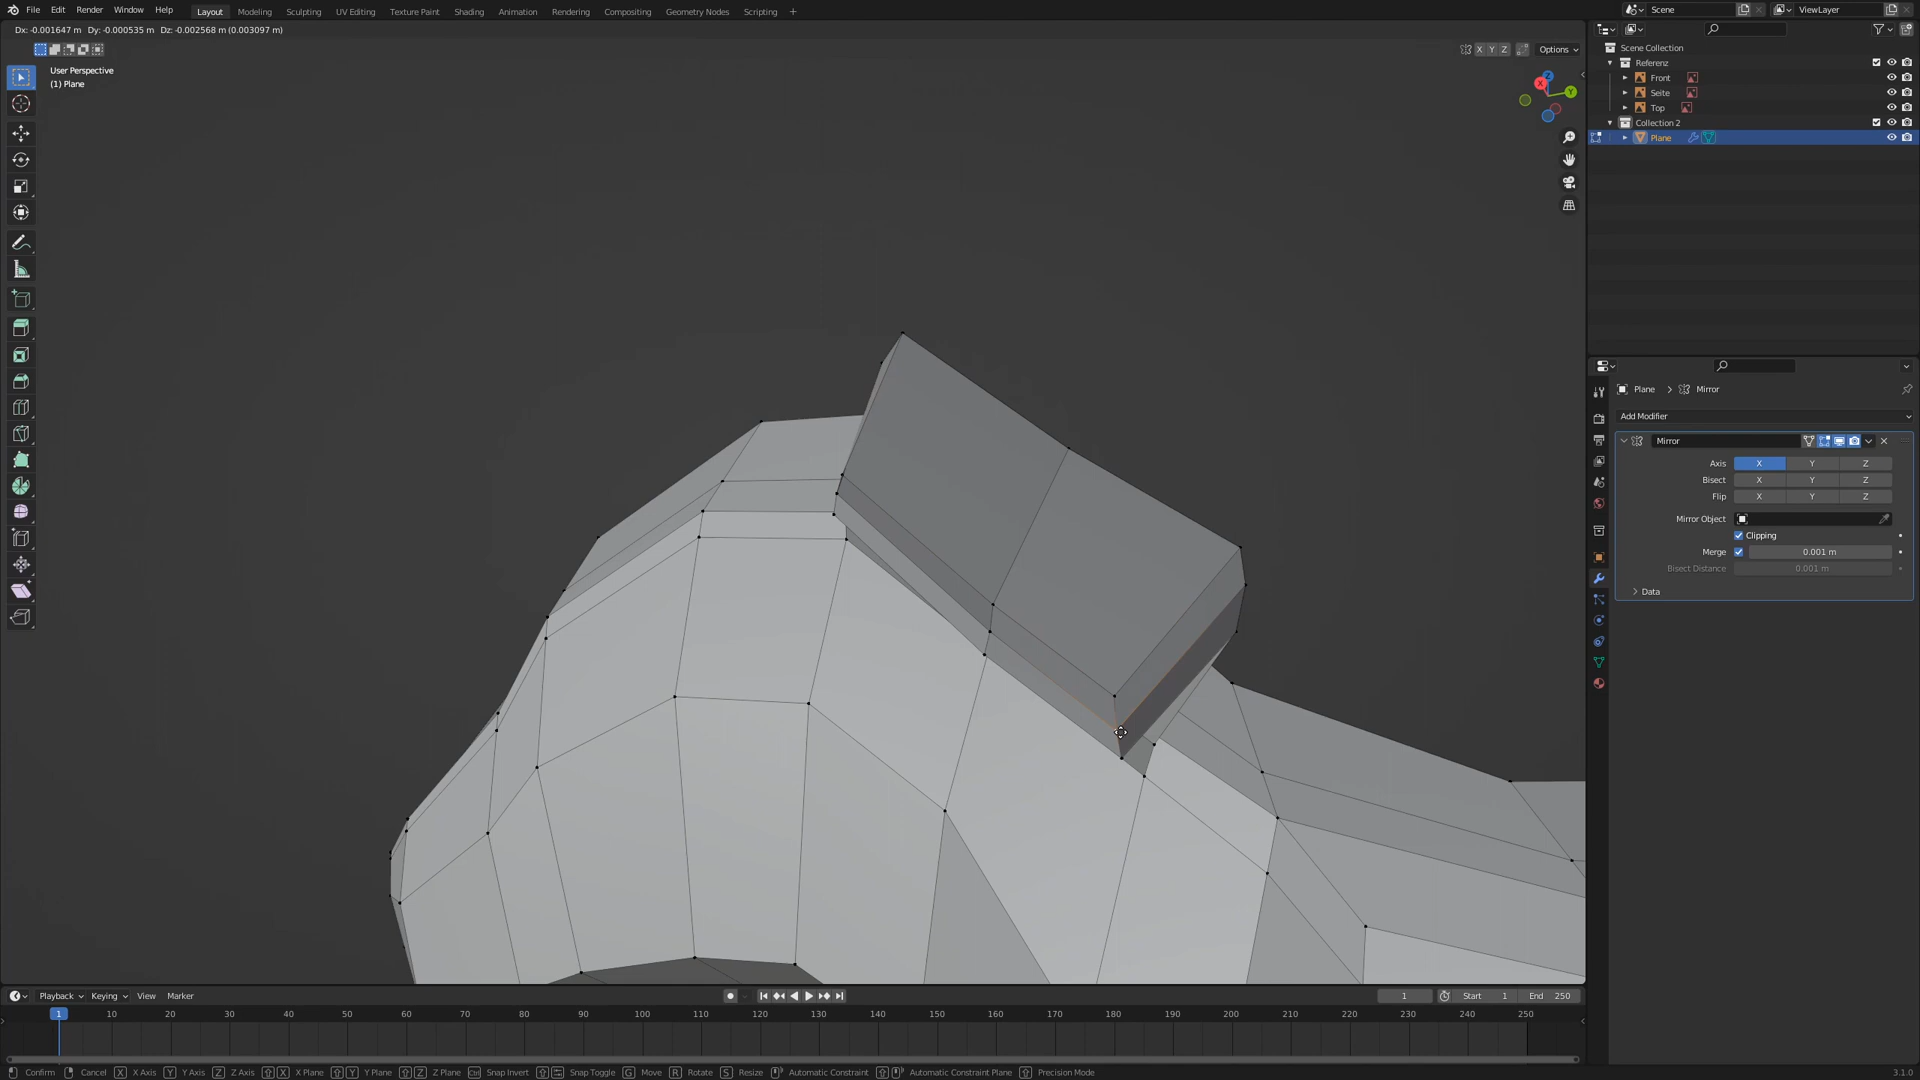 File Edit Render Window Help Layout Modeling Sculpting UV Editing Texture Paint Shading Animation Rendering Compositing Geometry Nodes Scripting + Scene ViewLayer
Dx: -0.001647 m Dy: -0.000535 m Dz: -0.002568 m (0.003097 m)
X Y Z Options
User Perspective
(1) Plane
Z
X
Y
Scene Collection
Referenz
Front
Seite
Top
Collection 2
Plane
Plane > Mirror
Add Modifier
Mirror
Axis X Y Z
Bisect X Y Z
Flip X Y Z
Mirror Object
Clipping
Merge 0.001 m
Bisect Distance 0.001 m
Data
Playback Keying View Marker 1 Start 1 End 250
1 10 20 30 40 50 60 70 80 90 100 110 120 130 140 150 160 170 180 190 200 210 220 230 240 250
Confirm Cancel X X Axis Y Y Axis Z Z Axis X X Plane Y Y Plane Z Z Plane Ctrl Snap Invert Snap Toggle G Move R Rotate S Resize Automatic Constraint Automatic Constraint Plane Precision Mode 3.1.0